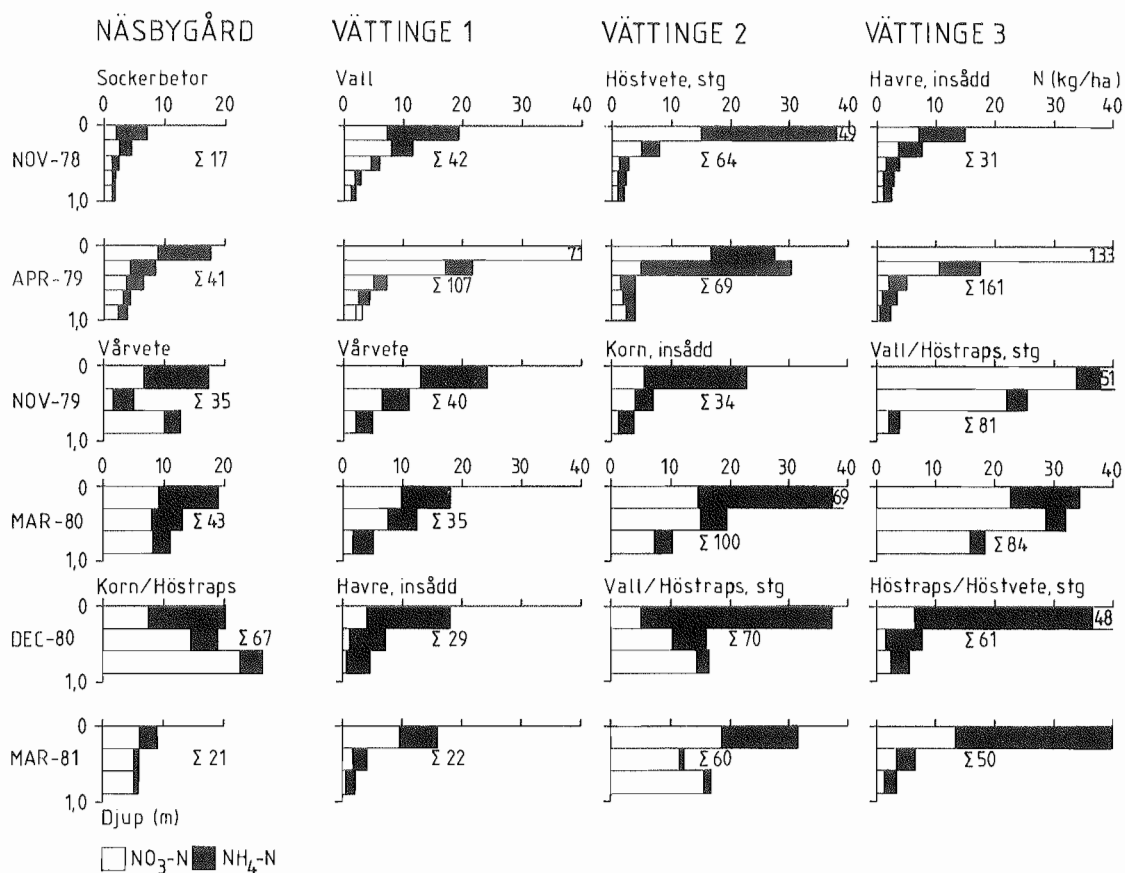 NÄSBYGÅRD VÄTTINGE 1 VÄTTINGE 2 VÄTTINGE 3
Sockerbetor Vall Höstvete, stg Havre, insådd N (kg/ha)
0 10 20 0 10 20 30 40 0 10 20 30 40 0 10 20 30 40
0
49
NOV-78 Σ 17 Σ 42 Σ 64 Σ 31
1,0
0
71 133
APR-79 Σ 41 Σ 107 Σ 69 Σ 161
1,0
Vårvete Vårvete Korn, insådd Vall/Höstraps, stg
0
51
NOV-79 Σ 35 Σ 40 Σ 34 Σ 81
1,0
0 10 20 0 10 20 30 40 0 10 20 30 40 0 10 20 30 40
0
69
MAR-80 Σ 43 Σ 35 Σ 100 Σ 84
1,0
Korn/Höstraps Havre, insådd Vall/Höstraps, stg Höstraps/Höstvete, stg
0
48
DEC-80 Σ 67 Σ 29 Σ 70 Σ 61
1,0
0
MAR-81 Σ 21 Σ 22 Σ 60 Σ 50
1,0
Djup (m)
NO3-N NH4-N